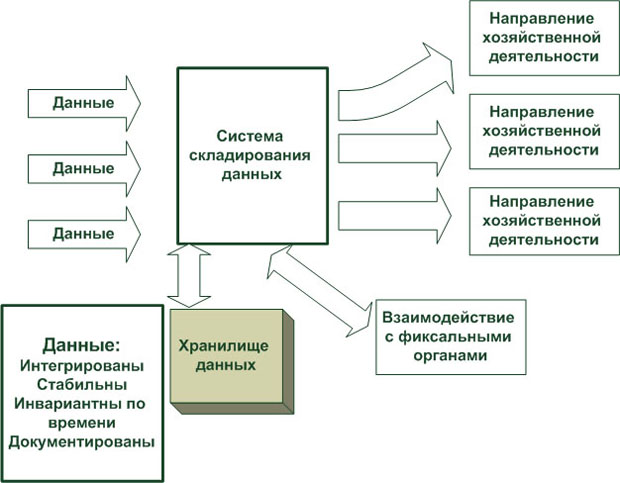 Данные
Данные
Данные
Система
складирования
данных
Направление
хозяйственной
деятельности
Направление
хозяйственной
деятельности
Направление
хозяйственной
деятельности
Взаимодействие
с фиксальными
органами
Хранилище
данных
Данные:
Интегрированы
Стабильны
Инвариантны по
времени
Документированы